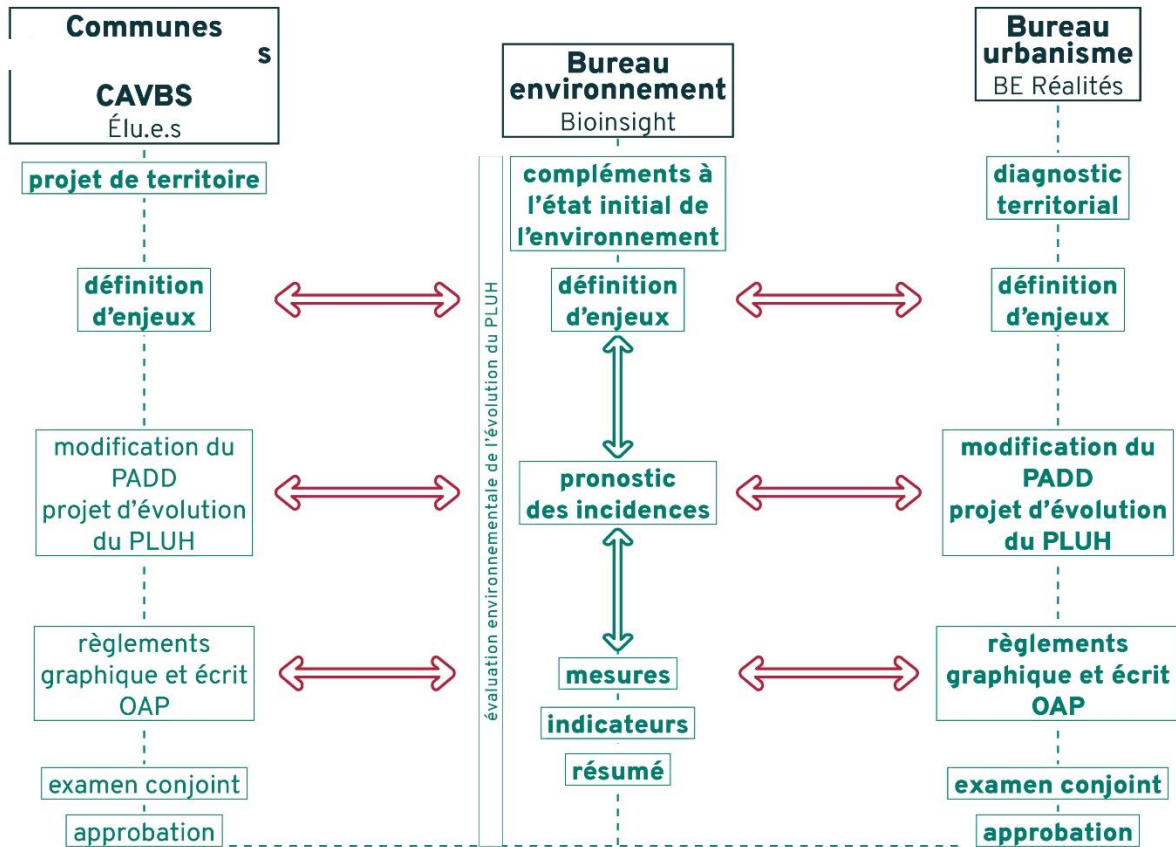 Communes
s
CAVBS
Élu.e.s
projet de territoire
définition
d'enjeux
modification du
PADD
projet d'évolution
du PLUH
règlements
graphique et écrit
OAP
examen conjoint
approbation
évaluation environnementale de l'évolution du PLUH
Bureau
environnement
Bioinsight
compléments à
l'état initial de
l'environnement
définition
d'enjeux
pronostic
des incidences
mesures
indicateurs
résumé
Bureau
urbanisme
BE Réalités
diagnostic
territorial
définition
d'enjeux
modification du
PADD
projet d'évolution
du PLUH
règlements
graphique et écrit
OAP
examen conjoint
approbation